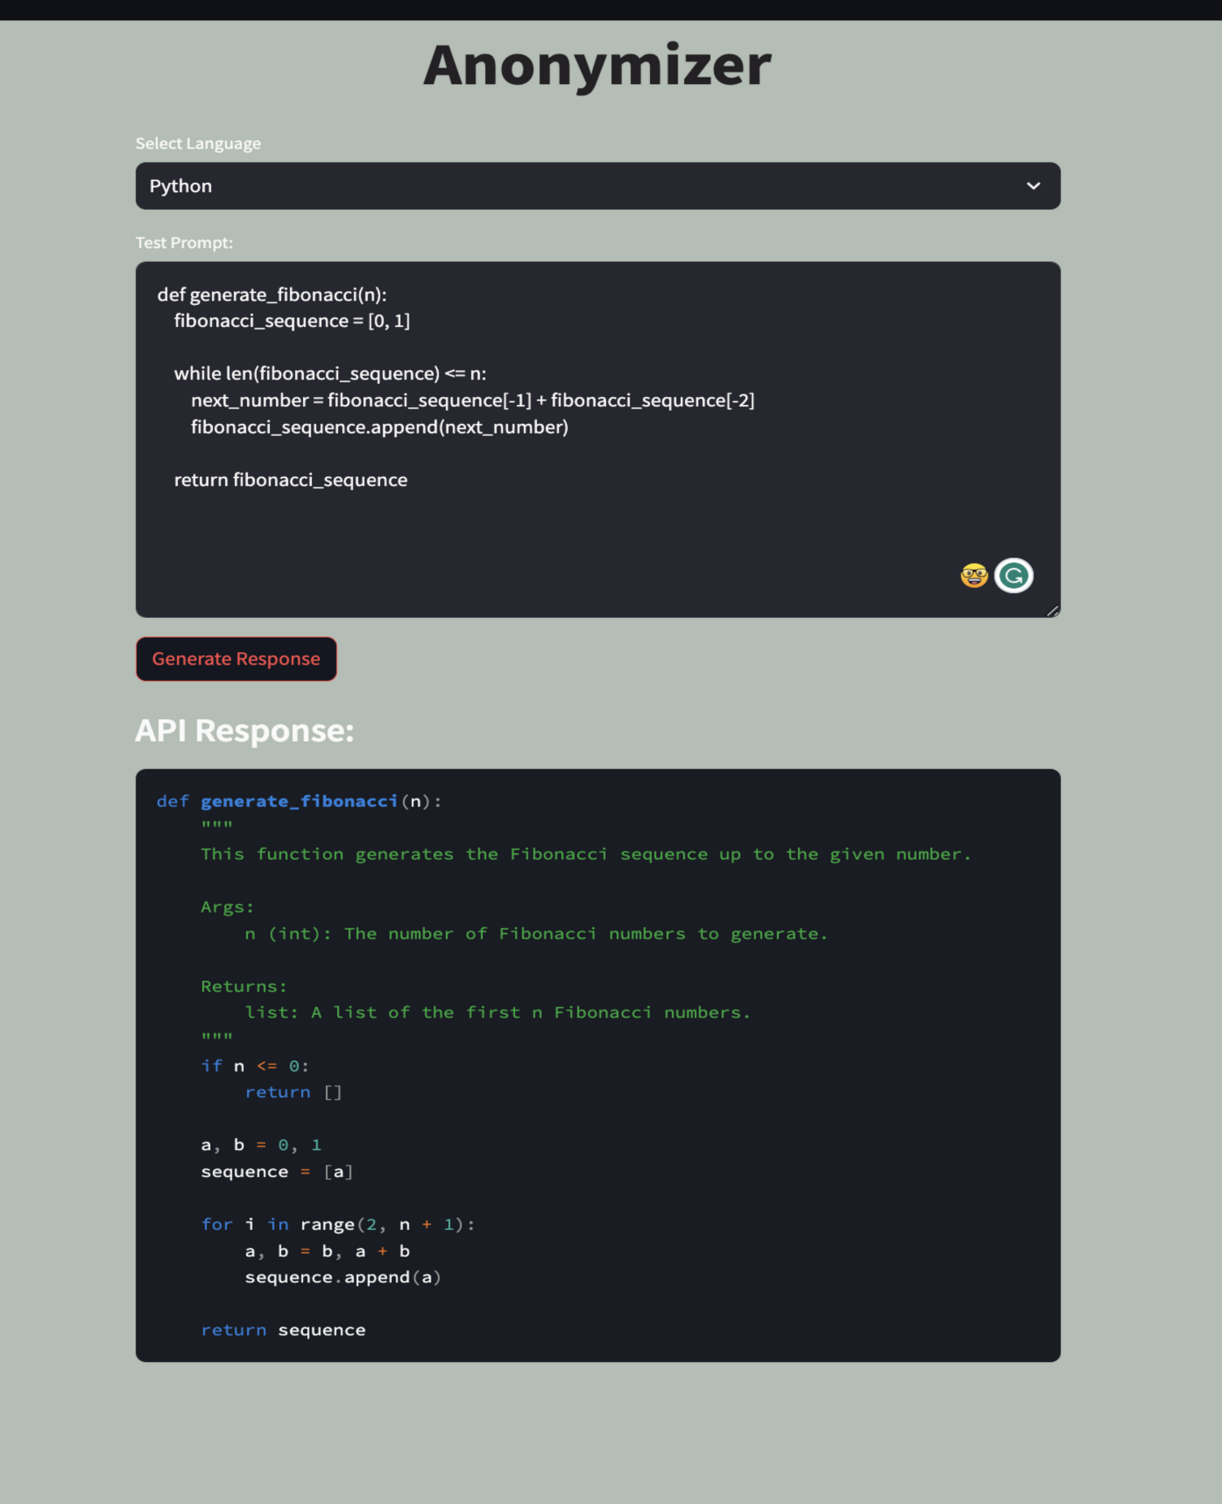 Anonymizer
Select Language
Python
Test Prompt:
def generate_fibonacci(n):
    fibonacci_sequence = [0, 1]
    while len(fibonacci_sequence) <= n:
        next_number = fibonacci_sequence[-1] + fibonacci_sequence[-2]
        fibonacci_sequence.append(next_number)
    return fibonacci_sequence
Generate Response
API Response:
def generate_fibonacci(n):
    """
    This function generates the Fibonacci sequence up to the given number.
    Args:
        n (int): The number of Fibonacci numbers to generate.
    Returns:
        list: A list of the first n Fibonacci numbers.
    """
    if n <= 0:
        return []
    a, b = 0, 1
    sequence = [a]
    for i in range(2, n + 1):
        a, b = b, a + b
        sequence.append(a)
    return sequence